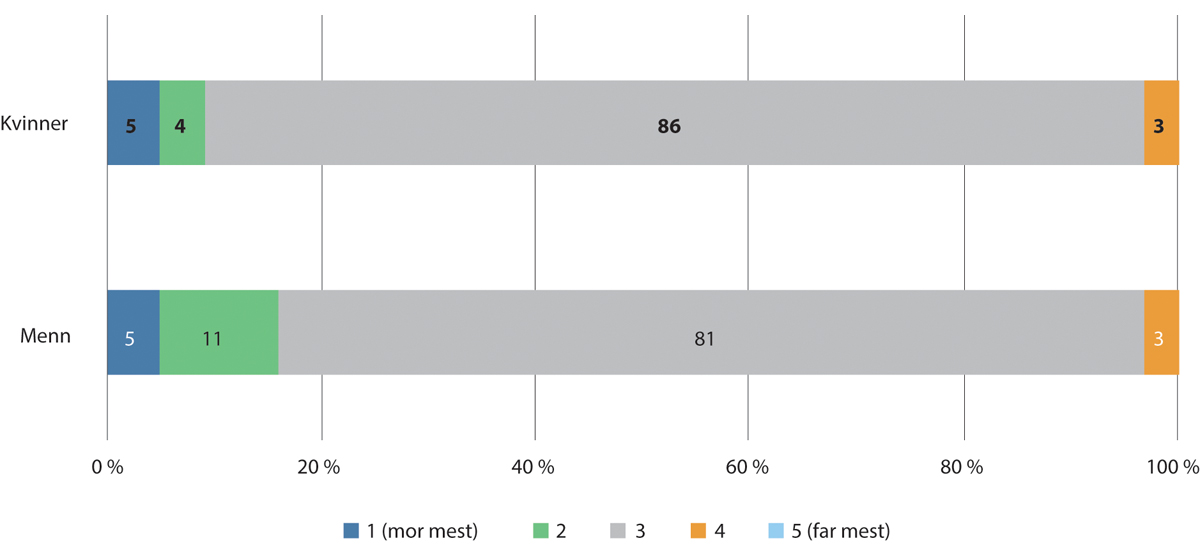 Kvinner 5 4 86 3
Menn 5 11 81 3
0 % 20 % 40 % 60 % 80 % 100 %
1 (mor mest) 2 3 4 5 (far mest)